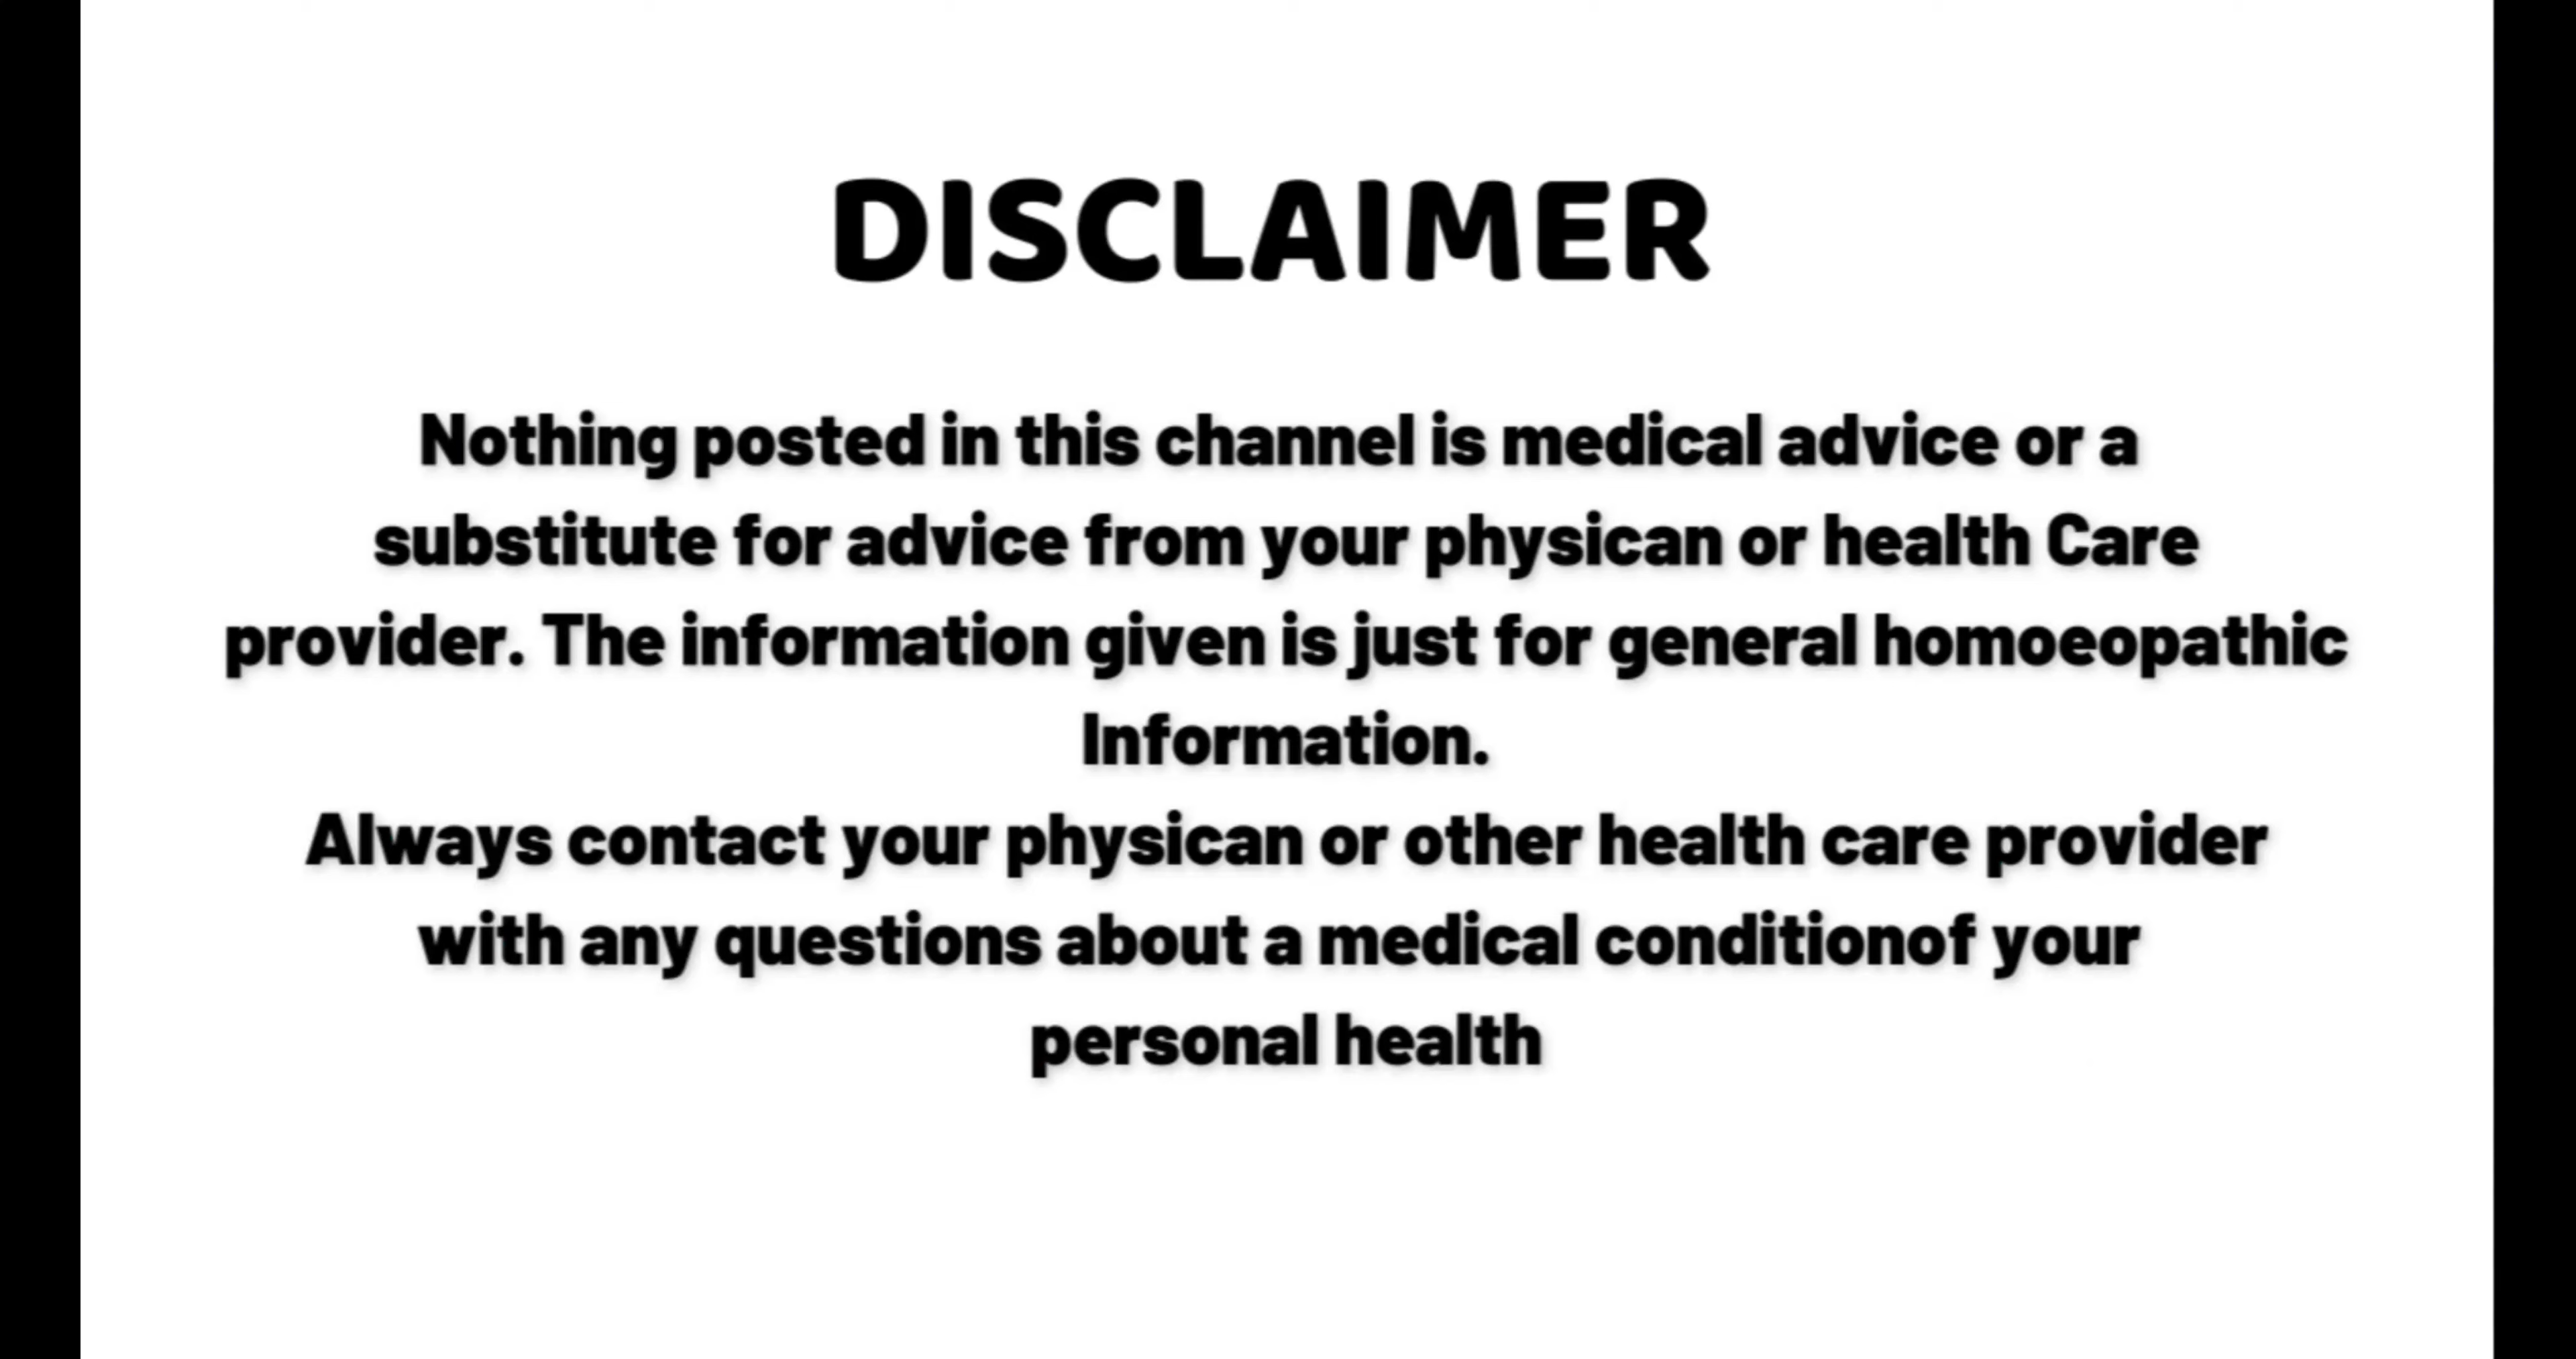 DISCLAIMER
Nothing posted in this channel is medical advice or a
substitute for advice from your physican or health Care
provider. The information given is just for general homoeopathic
Information.
Always contact your physican or other health care provider
with any questions about a medical conditionof your
personal health